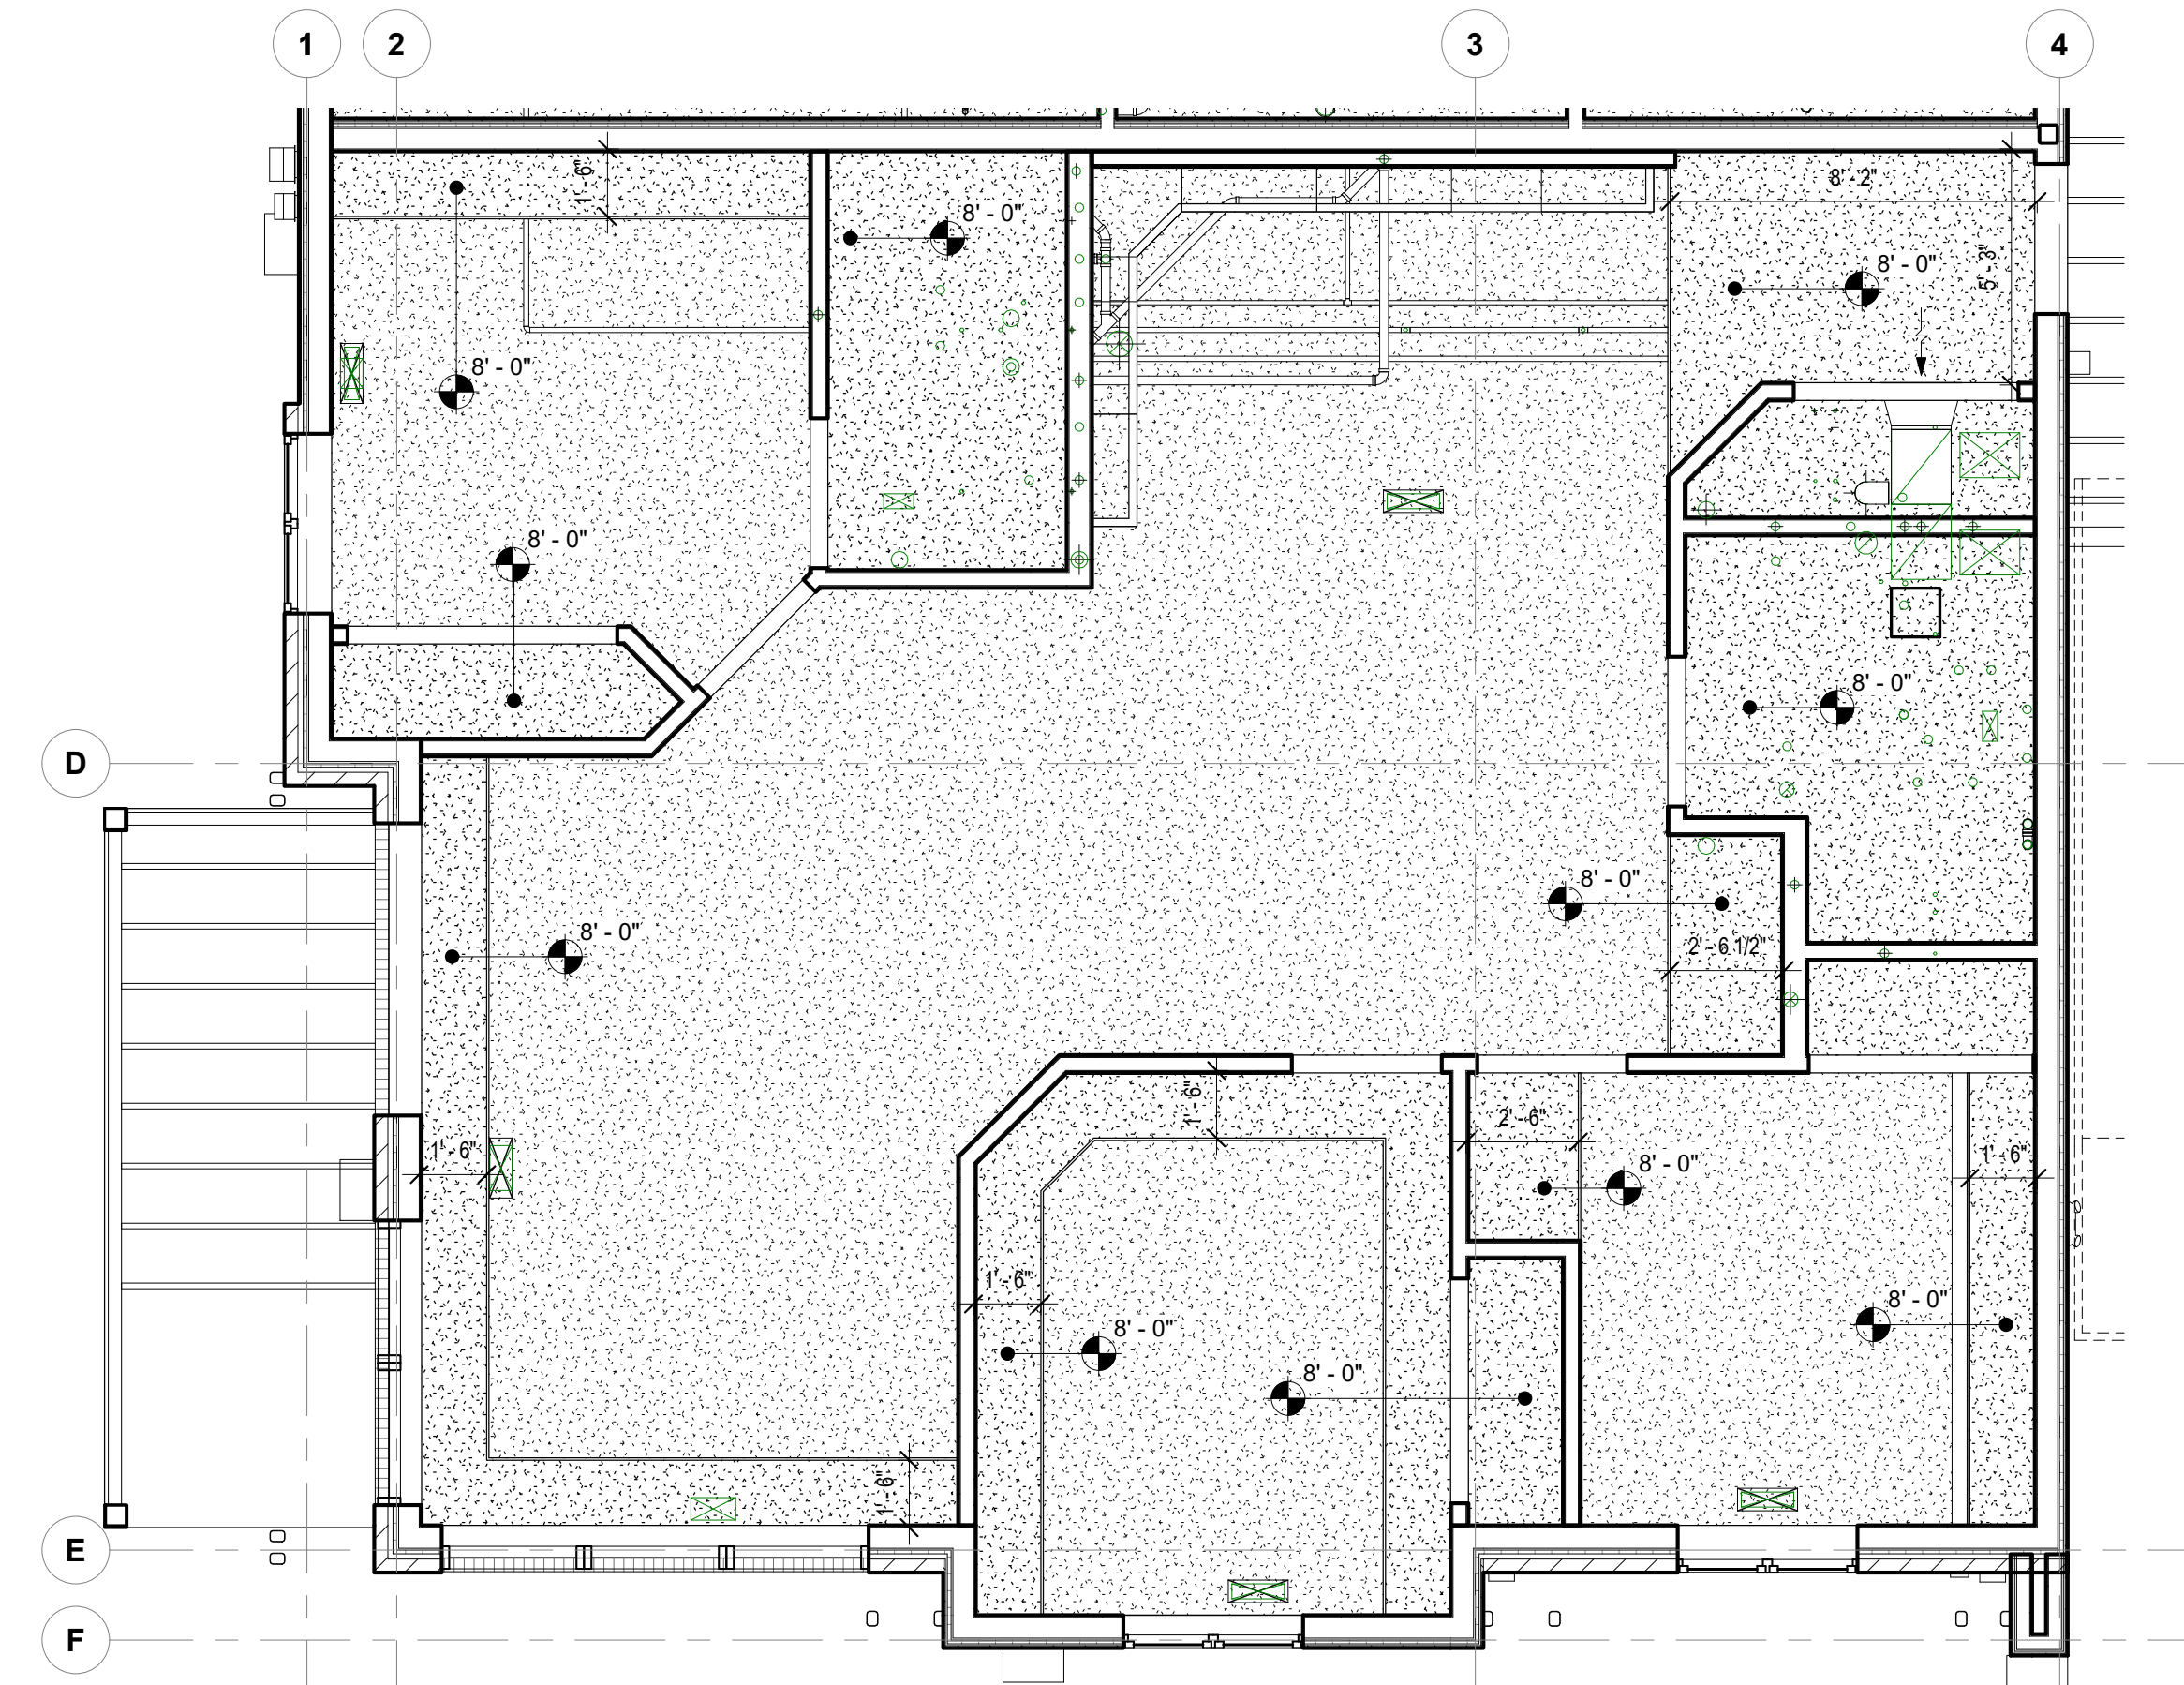 1 2 3 4
1' - 6"
8' - 2"
8' - 0"
8' - 0"
5' - 3"
8' - 0"
8' - 0"
8' - 0"
D
8' - 0"
8' - 0"
2' - 6 1/2"
1' - 6"
2' - 6"
1' - 6"
1' - 6"
8' - 0"
1' - 6"
8' - 0"
8' - 0"
8' - 0"
1' - 6"
E
F